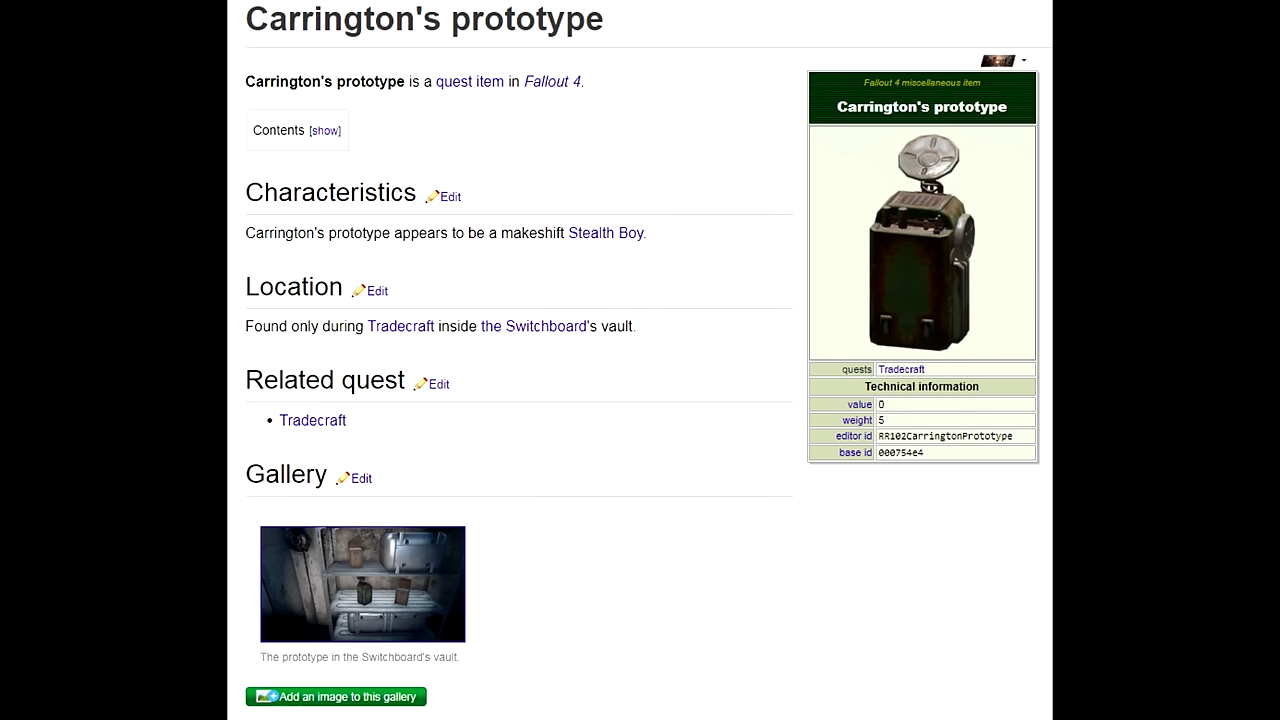 Carrington's prototype
Carrington's prototype is a quest item in Fallout 4.
Contents [show]
Characteristics Edit
Carrington's prototype appears to be a makeshift Stealth Boy.
Location Edit
Found only during Tradecraft inside the Switchboard's vault.
Related quest Edit
• Tradecraft
Gallery Edit
The prototype in the Switchboard's vault.
Add an image to this gallery
Fallout 4 miscellaneous item
Carrington's prototype
quests Tradecraft
Technical information
value 0
weight 5
editor id RR102CarringtonPrototype
base id 000754e4